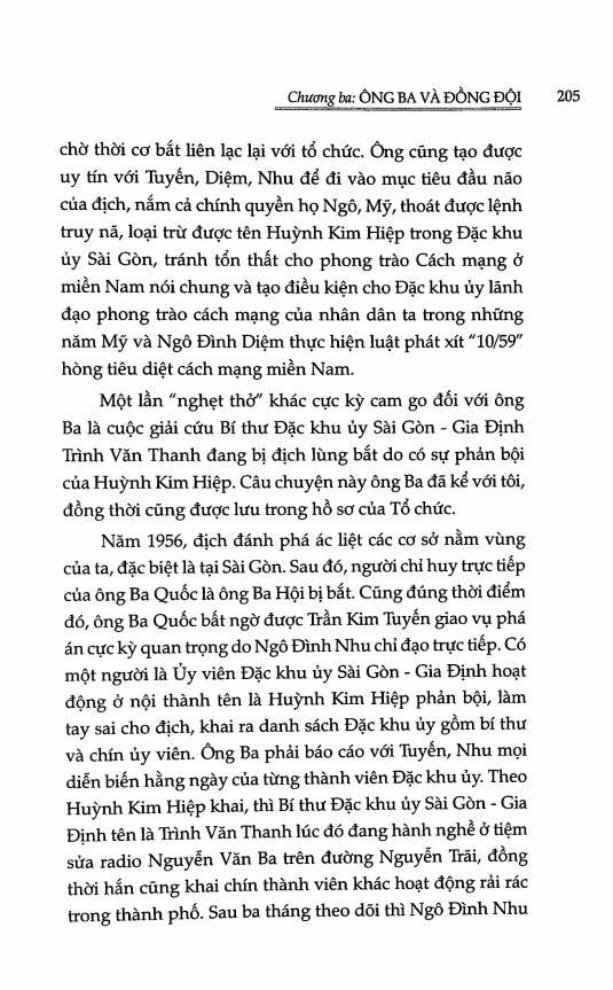 Chương ba: ÔNG BA VÀ ĐỒNG ĐỘI 205
chờ thời cơ bắt liên lạc lại với tổ chức. Ông cũng tạo được
uy tín với Tuyến, Diệm, Nhu để đi vào mục tiêu đầu não
của địch, nắm cả chính quyền họ Ngô, Mỹ, thoát được lệnh
truy nã, loại trừ được tên Huỳnh Kim Hiệp trong Đặc khu
ủy Sài Gòn, tránh tổn thất cho phong trào Cách mạng ở
miền Nam nói chung và tạo điều kiện cho Đặc khu ủy lãnh
đạo phong trào cách mạng của nhân dân ta trong những
năm Mỹ và Ngô Đình Diệm thực hiện luật phát xít "10/59"
hòng tiêu diệt cách mạng miền Nam.
Một lần "nghẹt thở" khác cực kỳ cam go đối với ông
Ba là cuộc giải cứu Bí thư Đặc khu ủy Sài Gòn - Gia Định
Trình Văn Thanh đang bị địch lùng bắt do có sự phản bội
của Huỳnh Kim Hiệp. Câu chuyện này ông Ba đã kể với tôi,
đồng thời cũng được lưu trong hồ sơ của Tổ chức.
Năm 1956, địch đánh phá ác liệt các cơ sở nằm vùng
của ta, đặc biệt là tại Sài Gòn. Sau đó, người chỉ huy trực tiếp
của ông Ba Quốc là ông Ba Hội bị bắt. Cũng đúng thời điểm
đó, ông Ba Quốc bất ngờ được Trần Kim Tuyến giao vụ phá
án cực kỳ quan trọng do Ngô Đình Nhu chỉ đạo trực tiếp. Có
một người là Ủy viên Đặc khu ủy Sài Gòn - Gia Định hoạt
động ở nội thành tên là Huỳnh Kim Hiệp phản bội, làm
tay sai cho địch, khai ra danh sách Đặc khu ủy gồm bí thư
và chín ủy viên. Ông Ba phải báo cáo với Tuyến, Nhu mọi
diễn biến hằng ngày của từng thành viên Đặc khu ủy. Theo
Huỳnh Kim Hiệp khai, thì Bí thư Đặc khu ủy Sài Gòn - Gia
Định tên là Trình Văn Thanh lúc đó đang hành nghề ở tiệm
sửa radio Nguyễn Văn Ba trên đường Nguyễn Trãi, đồng
thời hắn cũng khai chín thành viên khác hoạt động rải rác
trong thành phố. Sau ba tháng theo dõi thì Ngô Đình Nhu